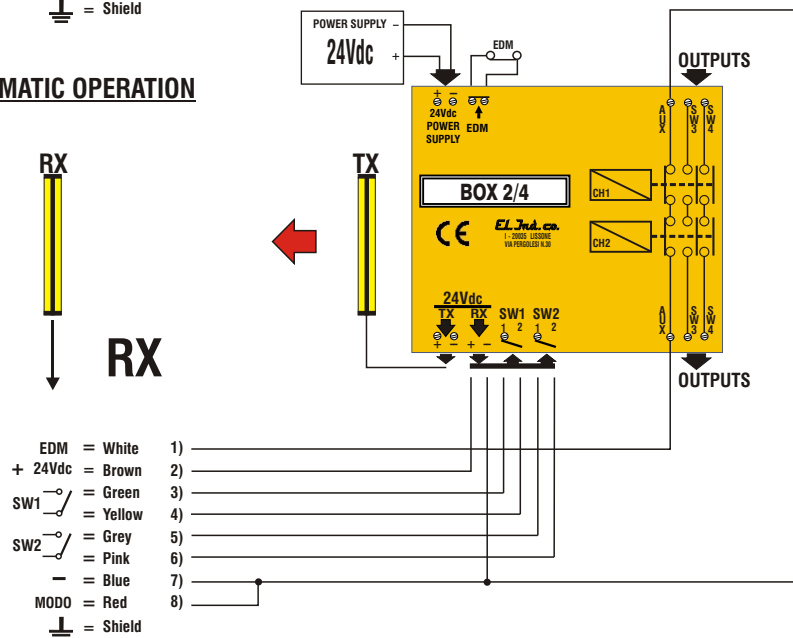 = Shield
POWER SUPPLY –
24Vdc
+
EDM
OUTPUTS
MATIC OPERATION
+ –
24Vdc
POWER
SUPPLY
EDM
AUX SW3 SW4
RX
TX
BOX 2/4
CH1
CE
EL Ind. co.
I - 20035 LISSONE
VIA PERGOLESI N.30
CH2
24Vdc
TX RX SW1 SW2
1 2 1 2
+ – + –
AUX SW3 SW4
RX
OUTPUTS
EDM = White 1)
+ 24Vdc = Brown 2)
SW1 = Green 3)
= Yellow 4)
SW2 = Grey 5)
= Pink 6)
– = Blue 7)
MODO = Red 8)
= Shield